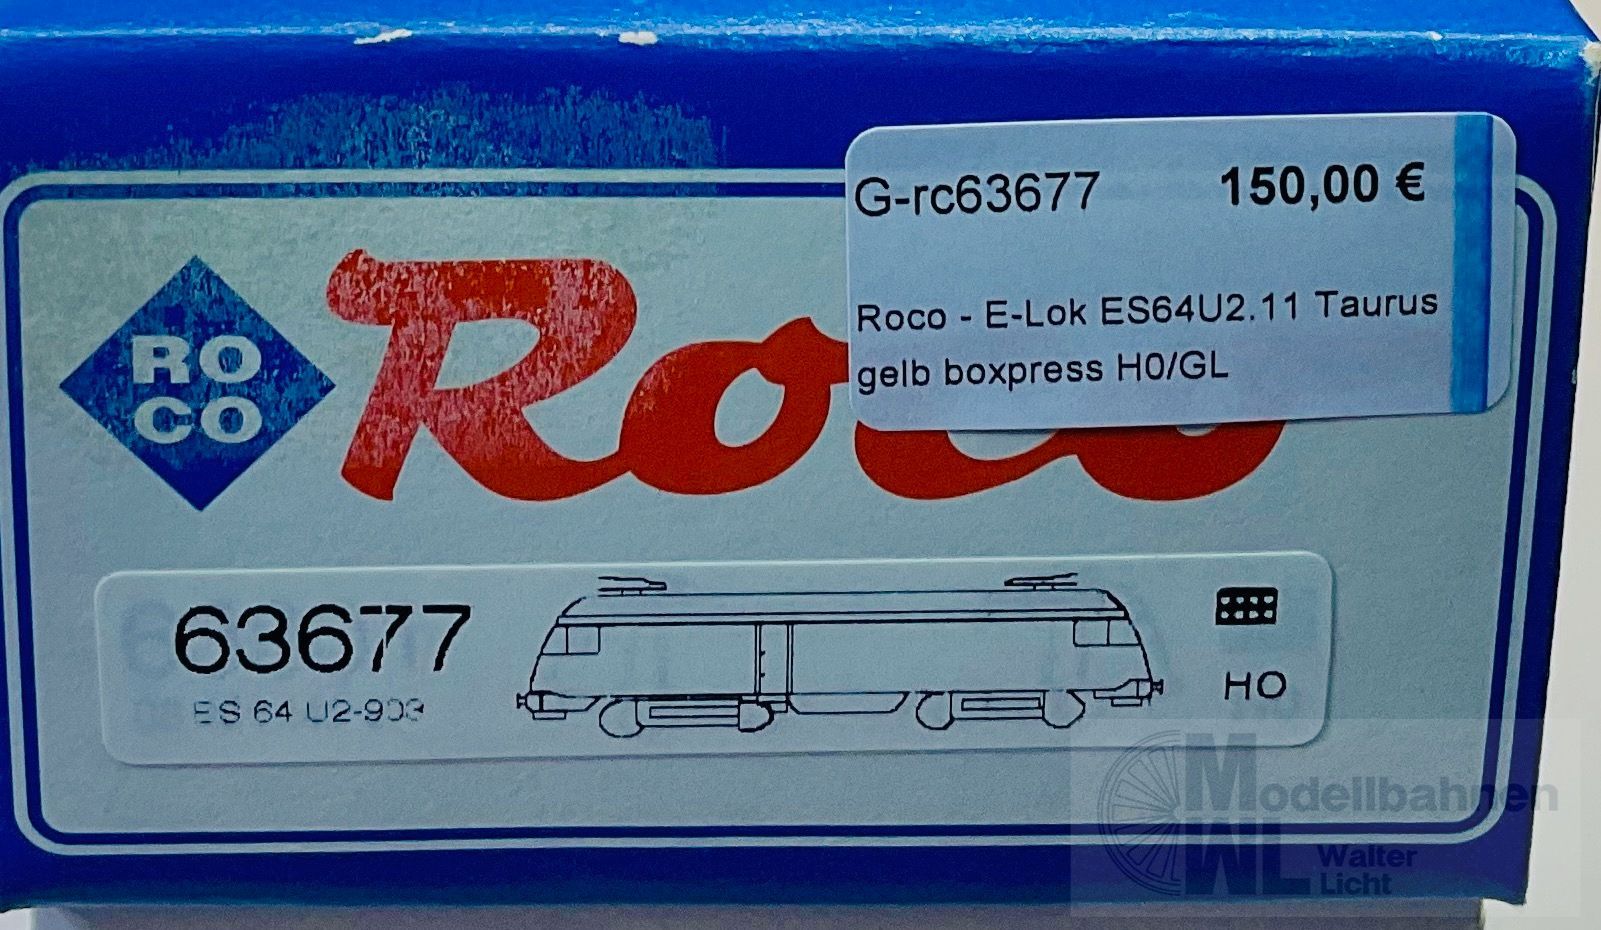 G-rc63677 150,00 €
Roco - E-Lok ES64U2.11 Taurus
gelb boxpress H0/GL
RO
CO
Roco
63677
ES 64 U2-903
HO
Modellbahnen
WL Walter
Licht